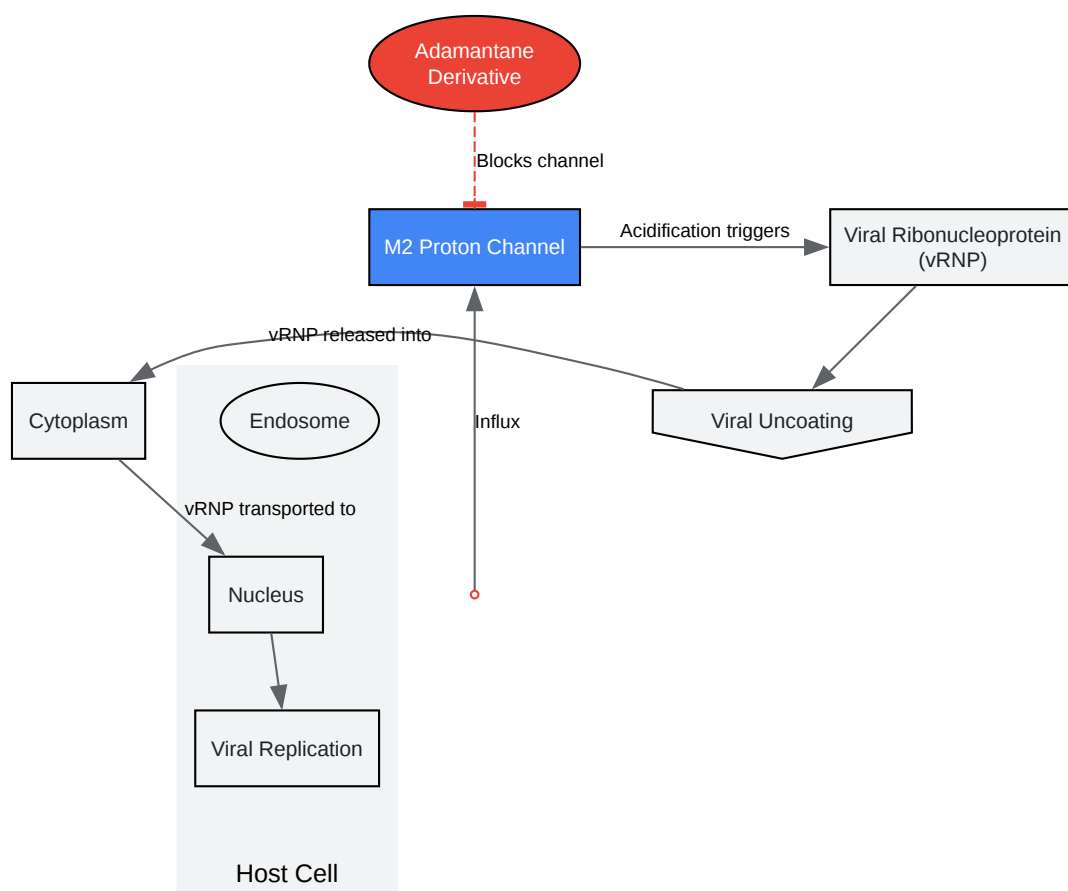 Adamantane
Derivative
Blocks channel
M2 Proton Channel
Acidification triggers
Viral Ribonucleoprotein
(vRNP)
vRNP released into
Cytoplasm
Endosome
Influx
Viral Uncoating
vRNP transported to
Nucleus
Viral Replication
Host Cell